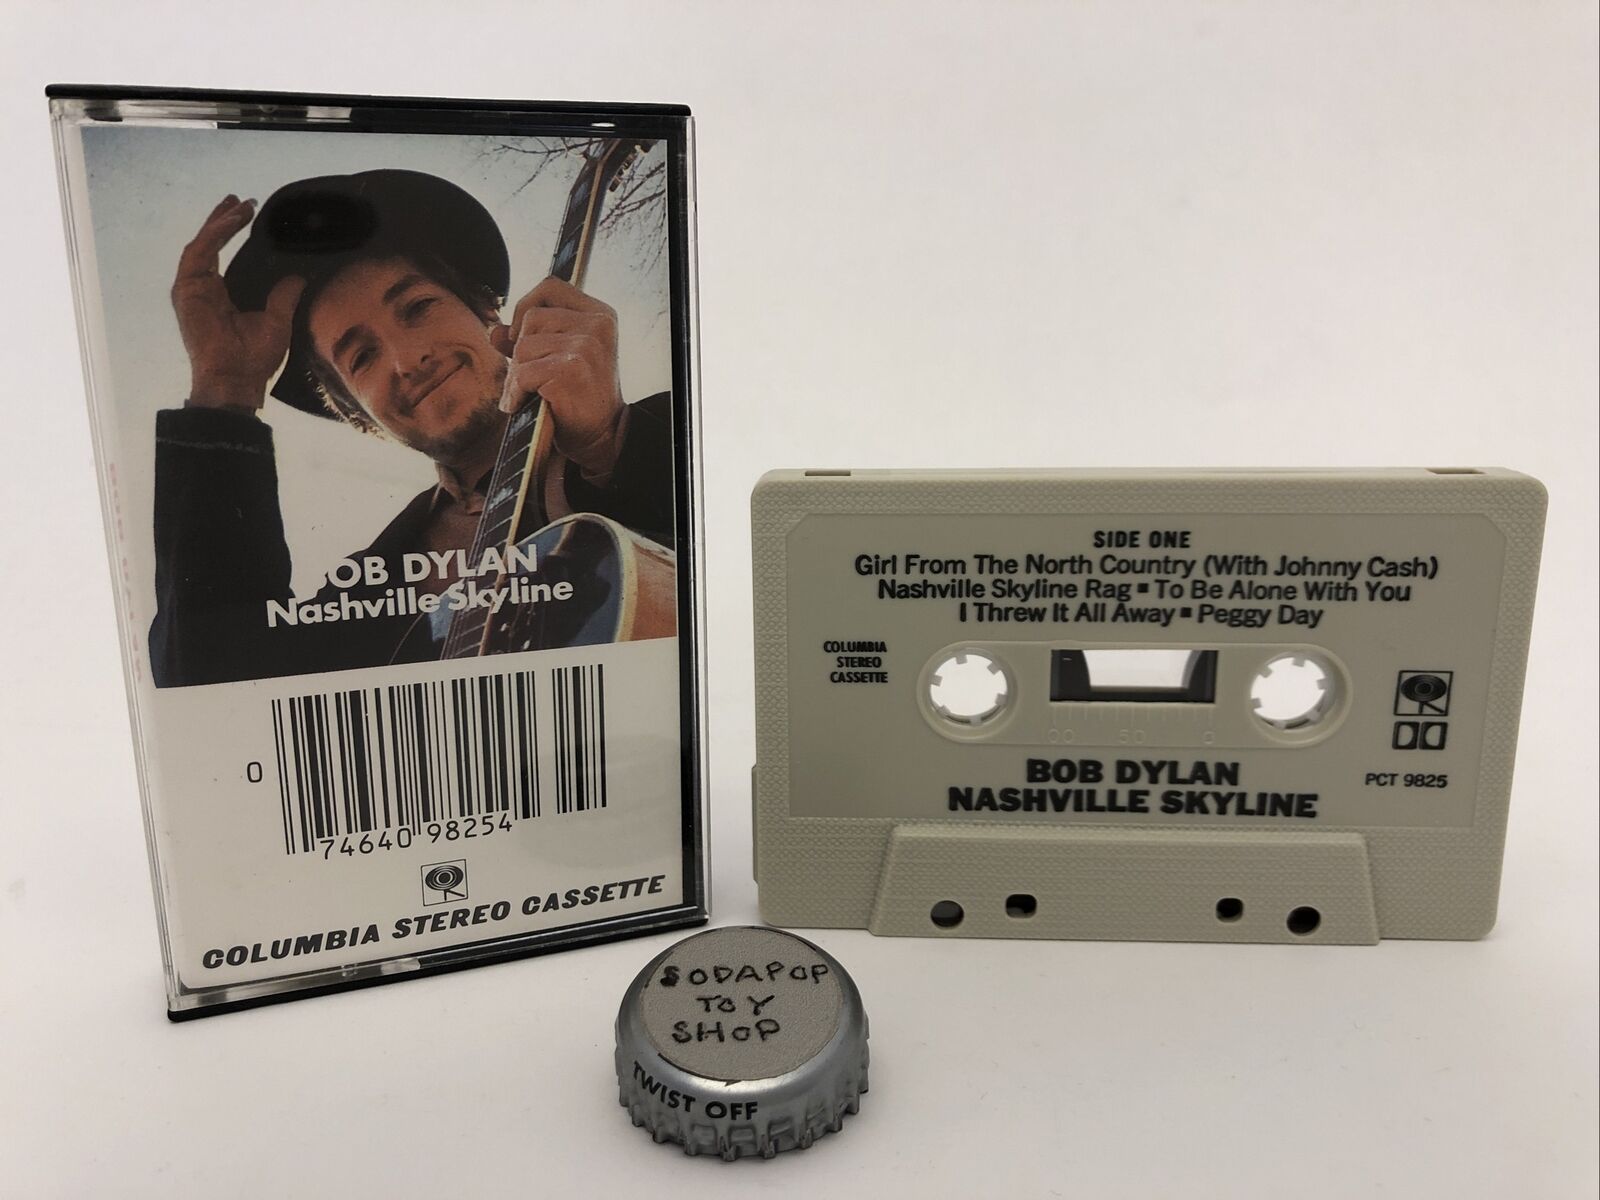 BOB DYLAN
Nashville Skyline
0
74640 98254
COLUMBIA STEREO CASSETTE
SIDE ONE
Girl From The North Country (With Johnny Cash)
Nashville Skyline Rag ▪ To Be Alone With You
I Threw It All Away ▪ Peggy Day
COLUMBIA
STEREO
CASSETTE
100 50 0
BOB DYLAN
NASHVILLE SKYLINE
PCT 9825
SODAPOP
TOY
SHOP
TWIST OFF